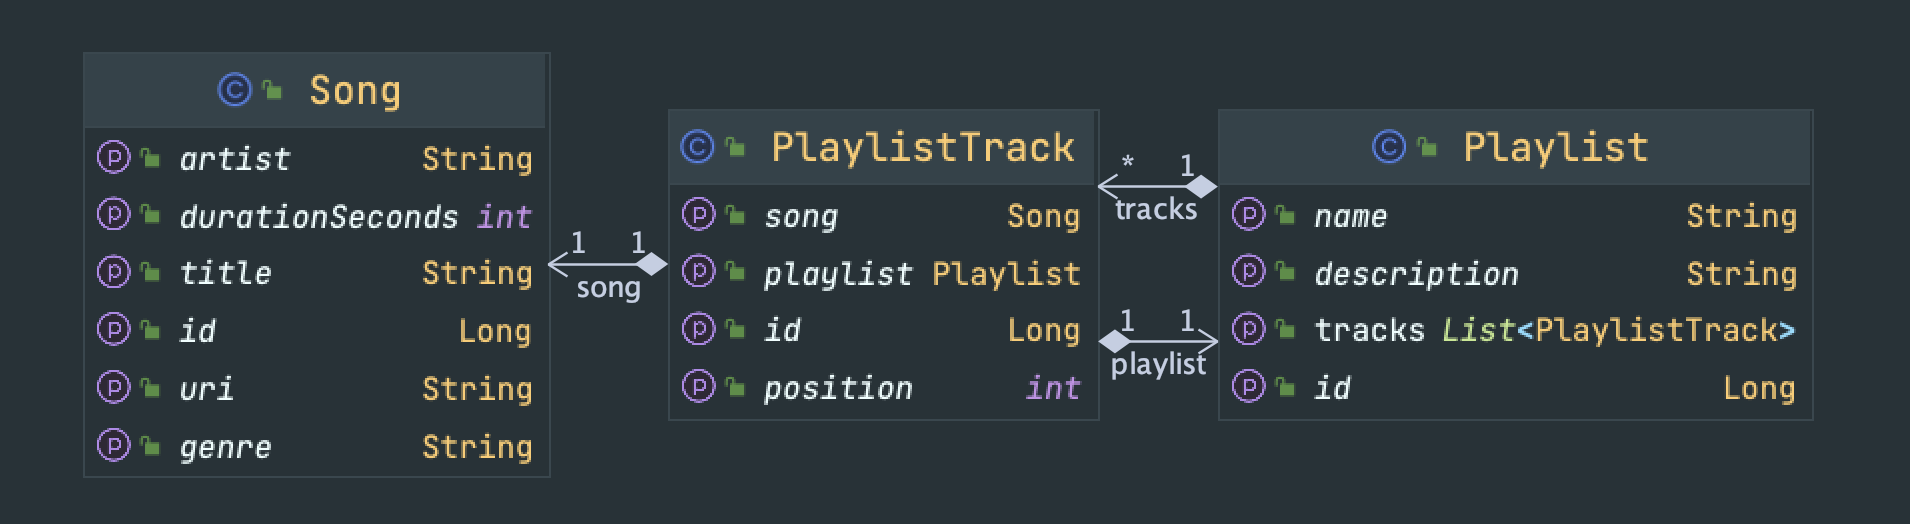 Song
artist String
durationSeconds int
title String
id Long
uri String
genre String
1 1
song
PlaylistTrack
song Song
playlist Playlist
id Long
position int
* 1
tracks
1 1
playlist
Playlist
name String
description String
tracks List<PlaylistTrack>
id Long